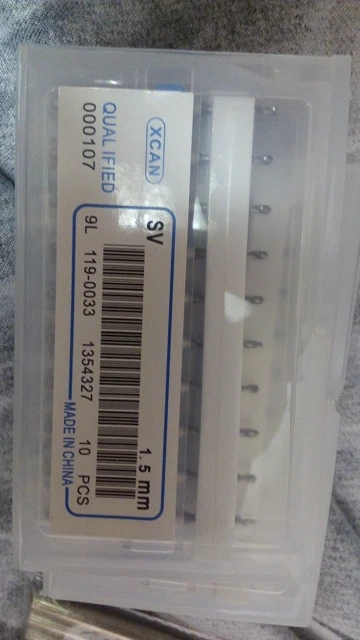 XCAN
QUALIFIED
000107
SV 1.5 mm
9L 119-0033 1354327 10 PCS
MADE IN CHINA